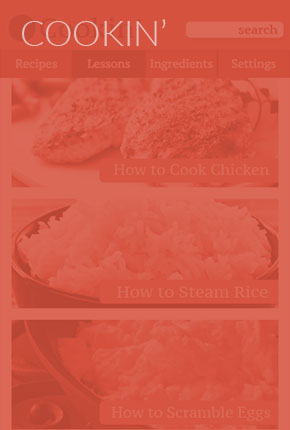 COOKIN’
search
Recipes Lessons Ingredients Settings
How to Cook Chicken
How to Steam Rice
How to Scramble Eggs